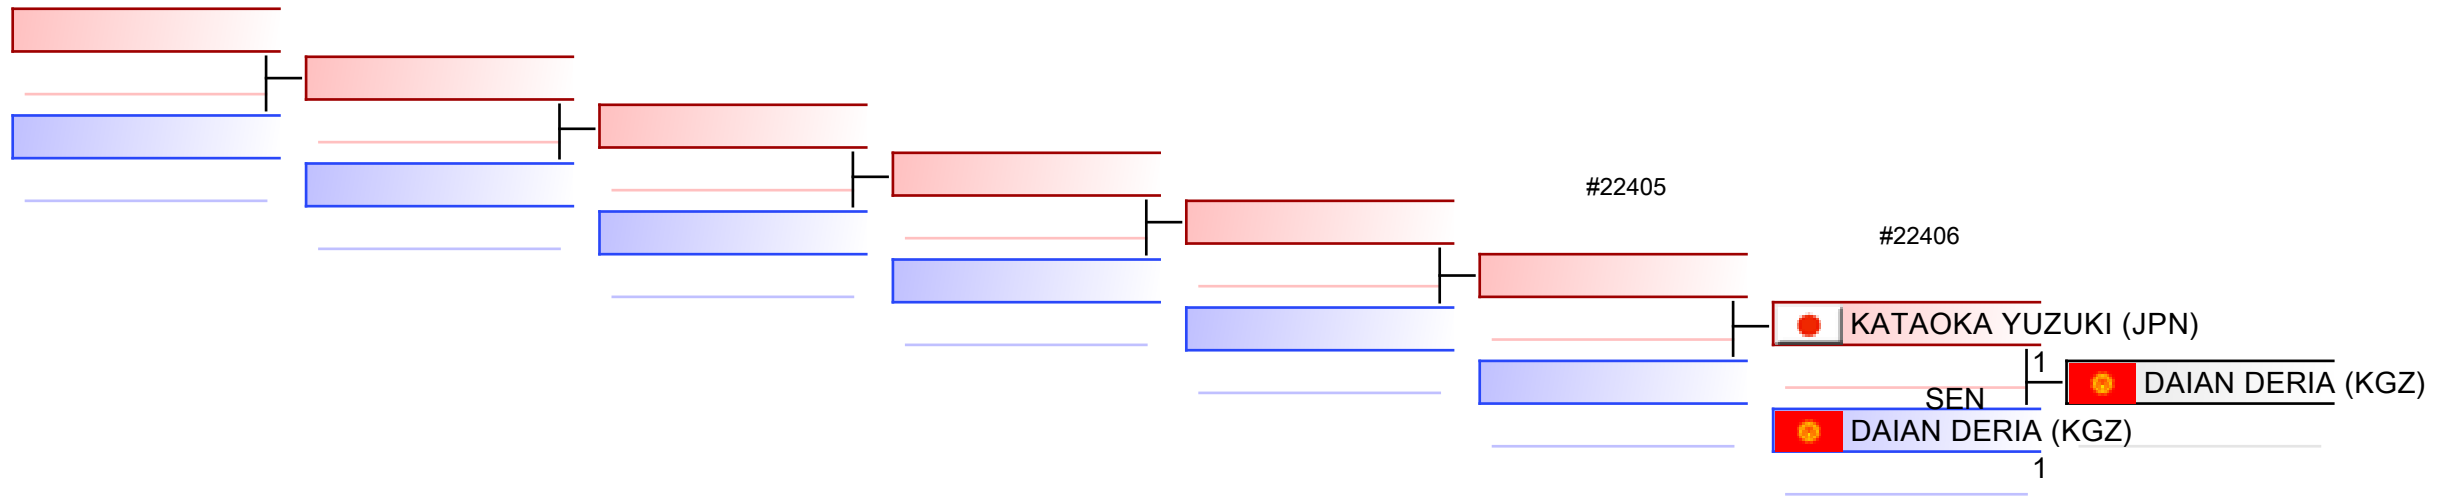 #22405
#22406
KATAOKA YUZUKI (JPN)
1
DAIAN DERIA (KGZ)
SEN
DAIAN DERIA (KGZ)
1